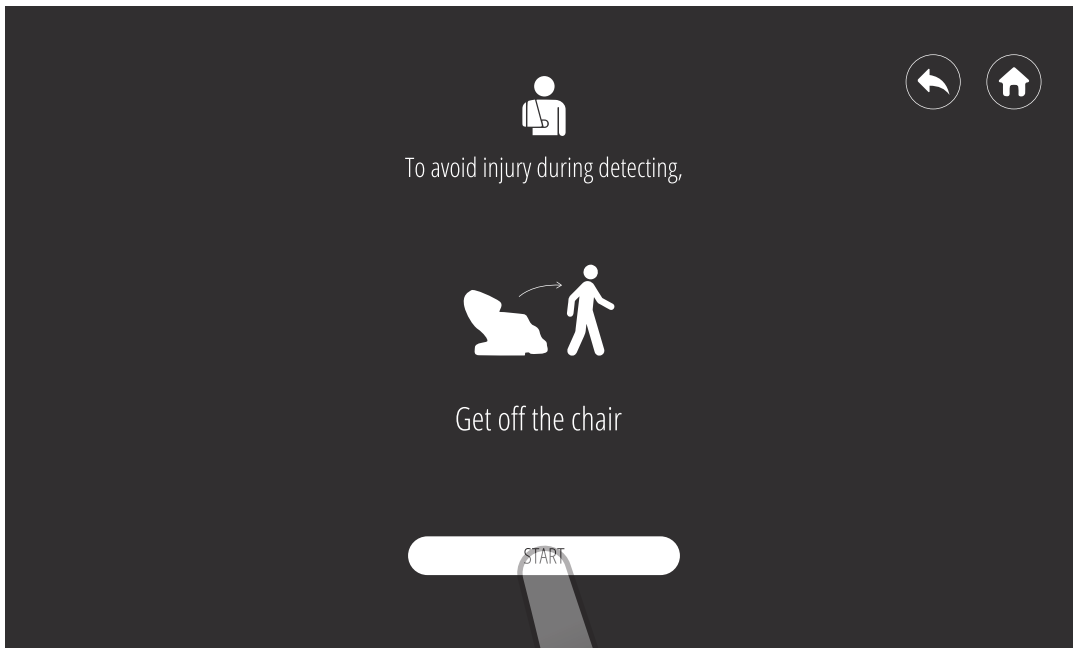 To avoid injury during detecting,
Get off the chair
START